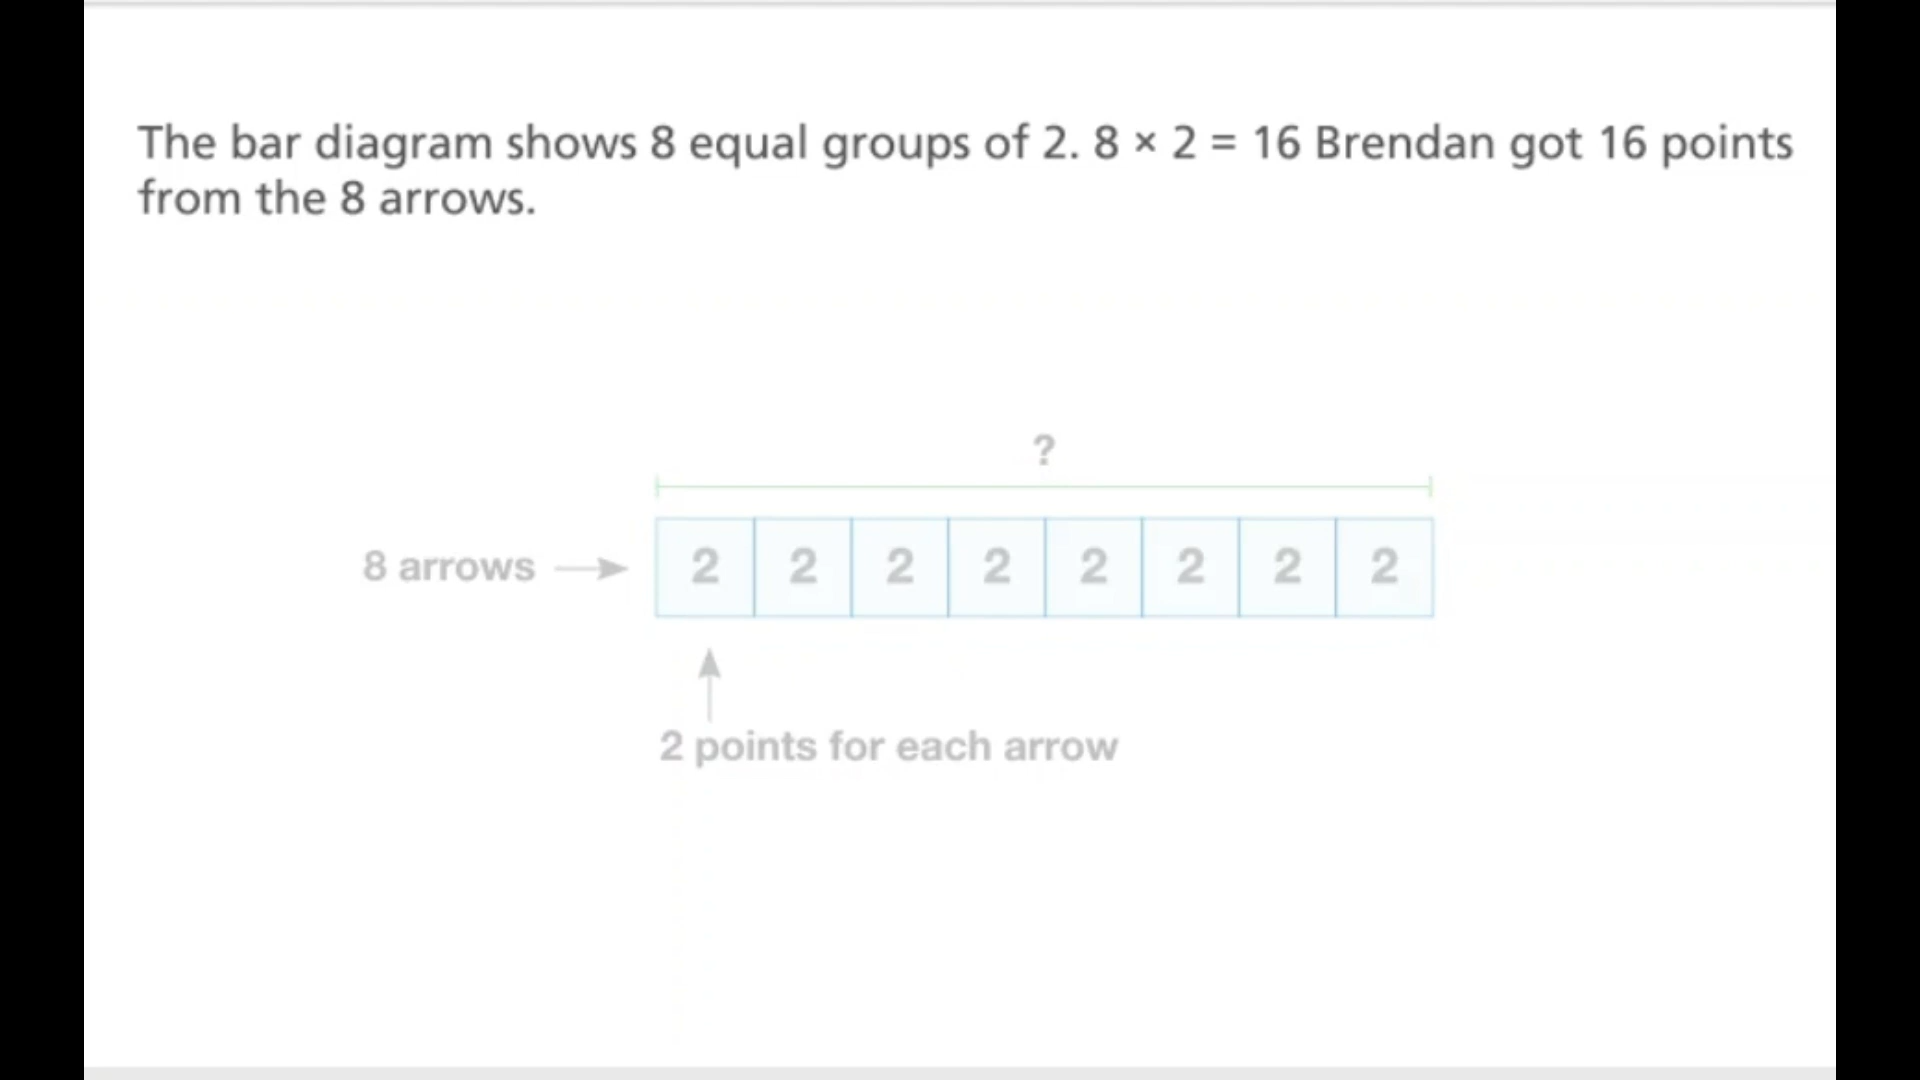 The bar diagram shows 8 equal groups of 2. 8 × 2 = 16 Brendan got 16 points
from the 8 arrows.
?
8 arrows 2 2 2 2 2 2 2 2
2 points for each arrow